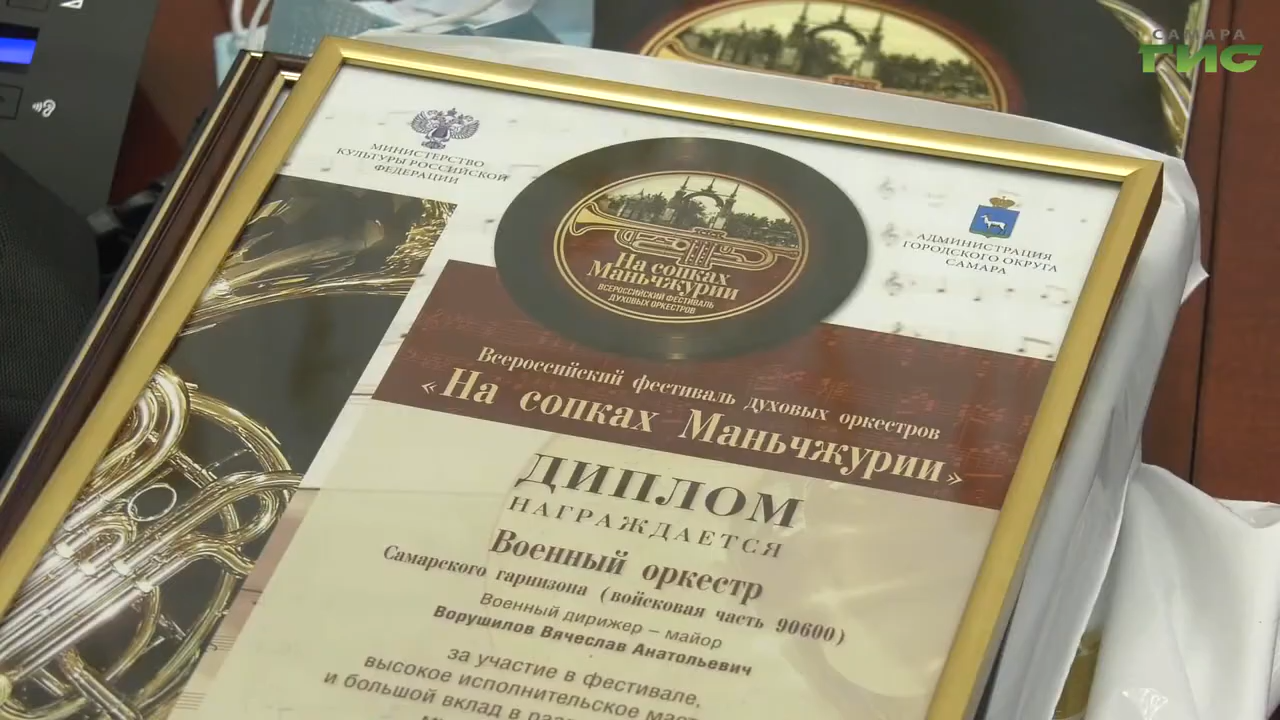 САМАРА
ТИС
МИНИСТЕРСТВО
КУЛЬТУРЫ РОССИЙСКОЙ
ФЕДЕРАЦИИ
АДМИНИСТРАЦИЯ
ГОРОДСКОГО ОКРУГА
САМАРА
На сопках
Маньчжурии
ВСЕРОССИЙСКИЙ ФЕСТИВАЛЬ
ДУХОВЫХ ОРКЕСТРОВ
Всероссийский фестиваль духовых оркестров
«На сопках Маньчжурии»
ДИПЛОМ
НАГРАЖДАЕТСЯ
Военный оркестр
Самарского гарнизона (войсковая часть 90600)
Военный дирижер – майор
Ворушилов Вячеслав Анатольевич
за участие в фестивале,
высокое исполнительское
и большой вклад в